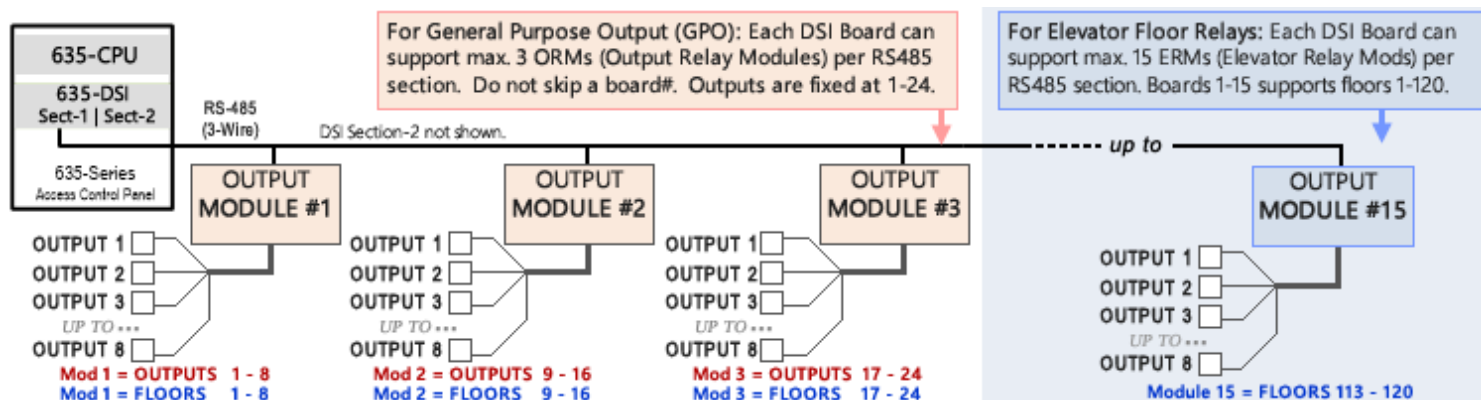 635-CPU
635-DSI
Sect-1 | Sect-2
635-Series
Access Control Panel
RS-485
(3-Wire)
DSI Section-2 not shown.
For General Purpose Output (GPO): Each DSI Board can
support max. 3 ORMs (Output Relay Modules) per RS485
section. Do not skip a board#. Outputs are fixed at 1-24.
For Elevator Floor Relays: Each DSI Board can
support max. 15 ERMs (Elevator Relay Mods) per
RS485 section. Boards 1-15 supports floors 1-120.
up to
OUTPUT
MODULE #1
OUTPUT 1
OUTPUT 2
OUTPUT 3
UP TO •••
OUTPUT 8
Mod 1 = OUTPUTS 1 - 8
Mod 1 = FLOORS 1 - 8
OUTPUT
MODULE #2
OUTPUT 1
OUTPUT 2
OUTPUT 3
UP TO •••
OUTPUT 8
Mod 2 = OUTPUTS 9 - 16
Mod 2 = FLOORS 9 - 16
OUTPUT
MODULE #3
OUTPUT 1
OUTPUT 2
OUTPUT 3
UP TO •••
OUTPUT 8
Mod 3 = OUTPUTS 17 - 24
Mod 3 = FLOORS 17 - 24
OUTPUT
MODULE #15
OUTPUT 1
OUTPUT 2
OUTPUT 3
UP TO •••
OUTPUT 8
Module 15 = FLOORS 113 - 120